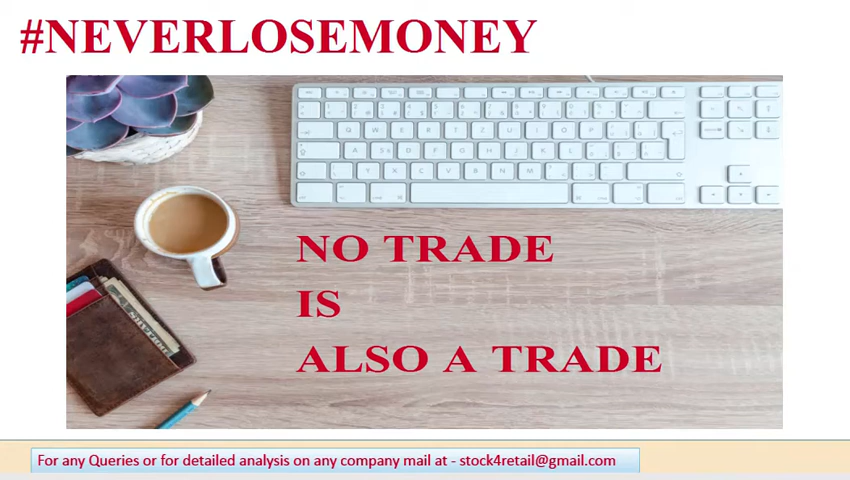 #NEVERLOSEMONEY
NO TRADE
IS
ALSO A TRADE
For any Queries or for detailed analysis on any company mail at - stock4retail@gmail.com